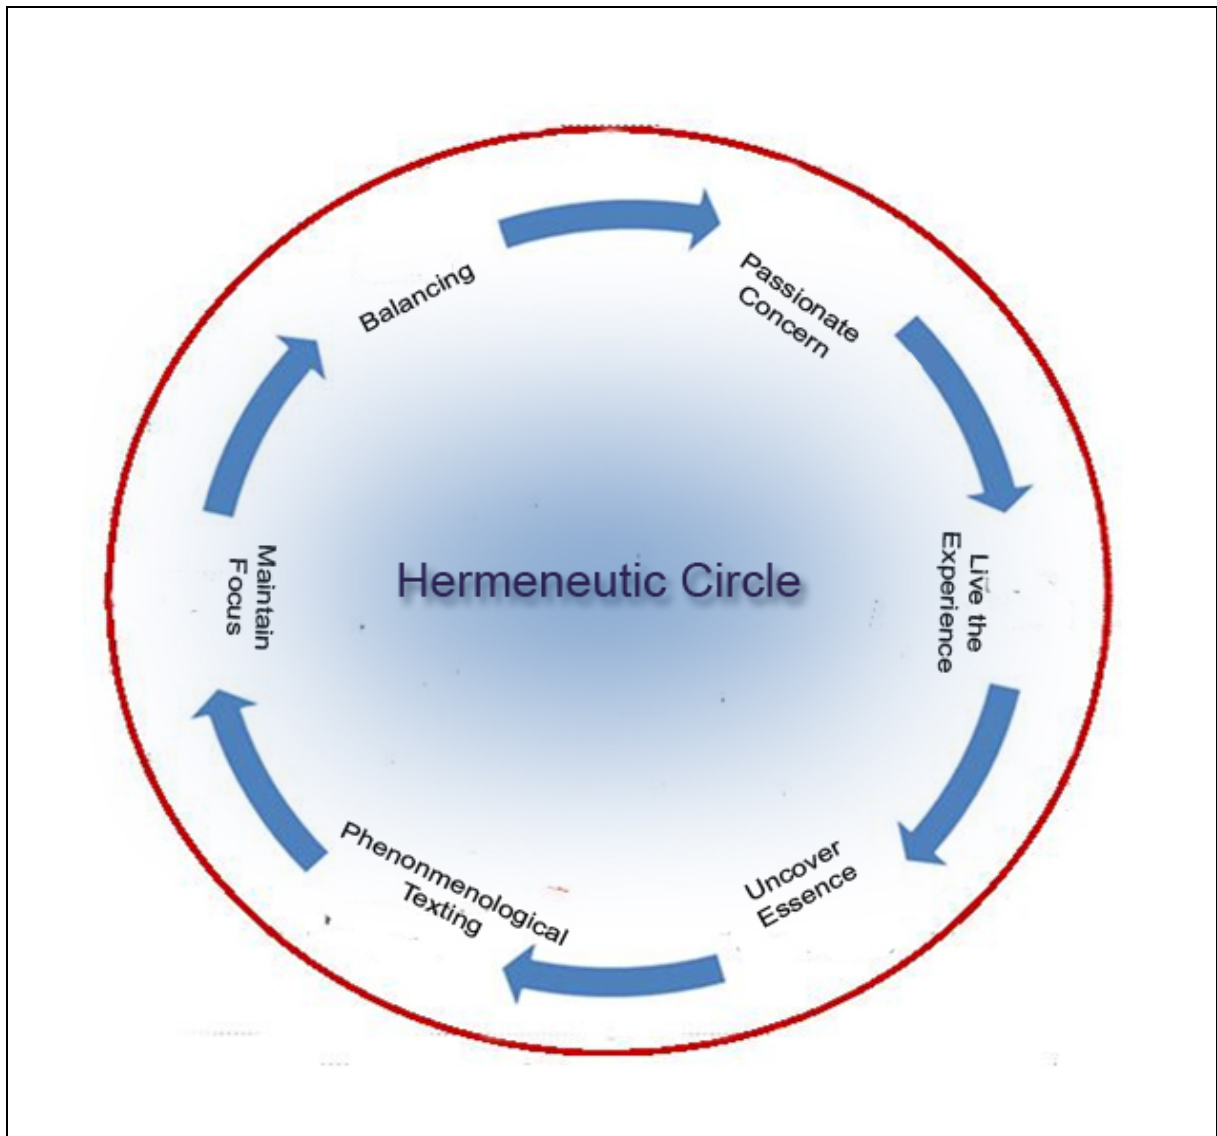 Balancing
Passionate
Concern
Live the
Experience
Uncover
Essence
Phenonmenological
Texting
Maintain
Focus
Hermeneutic Circle